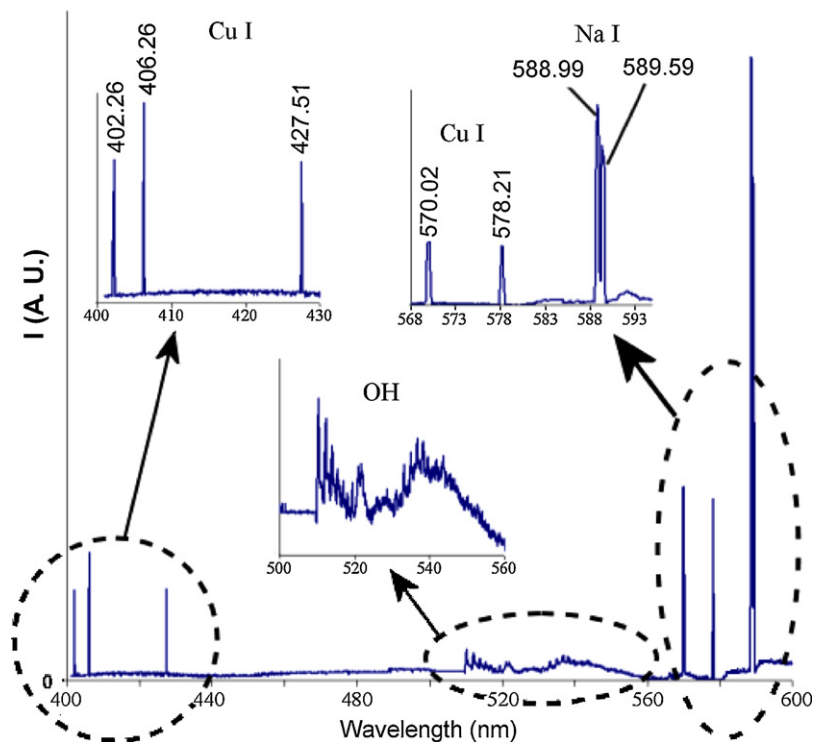 Cu I
402.26
406.26
427.51
400 410 420 430
Na I
588.99
589.59
Cu I
570.02
578.21
568 573 578 583 588 593
OH
500 520 540 560
I (A. U.)
0
400 440 480 520 560 600
Wavelength (nm)